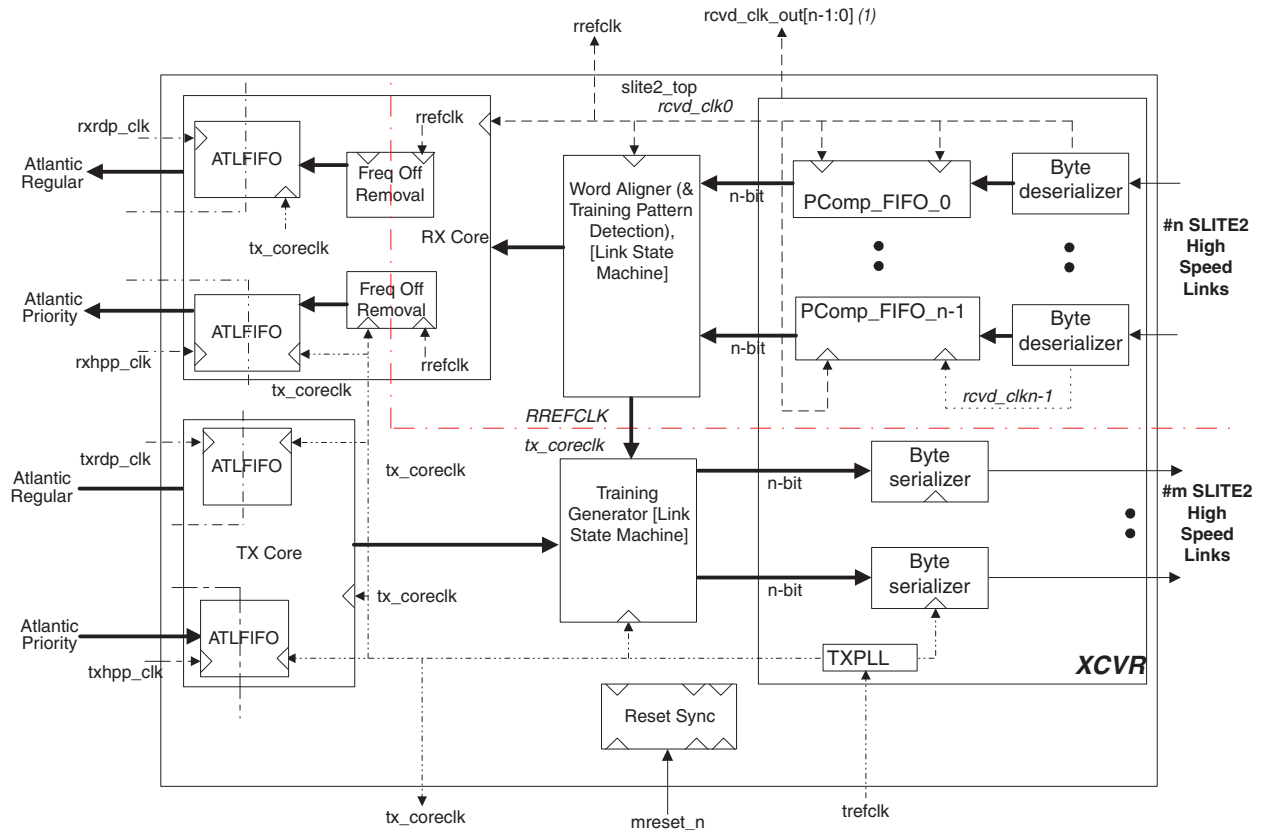 rcvd_clk_out[n-1:0] (1)
rrefclk
slite2_top
rcvd_clk0
rxrdp_clk
rrefclk
Atlantic
Regular
ATLFIFO
Freq Off
Removal
tx_coreclk
RX Core
Word Aligner (&
Training Pattern
Detection),
[Link State
Machine]
n-bit
PComp_FIFO_0
Byte
deserializer
#n SLITE2
High
Speed
Links
Atlantic
Priority
ATLFIFO
Freq Off
Removal
rxhpp_clk
rrefclk
tx_coreclk
n-bit
PComp_FIFO_n-1
Byte
deserializer
rcvd_clkn-1
RREFCLK
tx_coreclk
txrdp_clk
ATLFIFO
tx_coreclk
Atlantic
Regular
TX Core
Training
Generator [Link
State Machine]
n-bit
Byte
serializer
#m SLITE2
High
Speed
Links
n-bit
Byte
serializer
tx_coreclk
Atlantic
Priority
ATLFIFO
txhpp_clk
TXPLL
XCVR
Reset Sync
tx_coreclk
mreset_n
trefclk